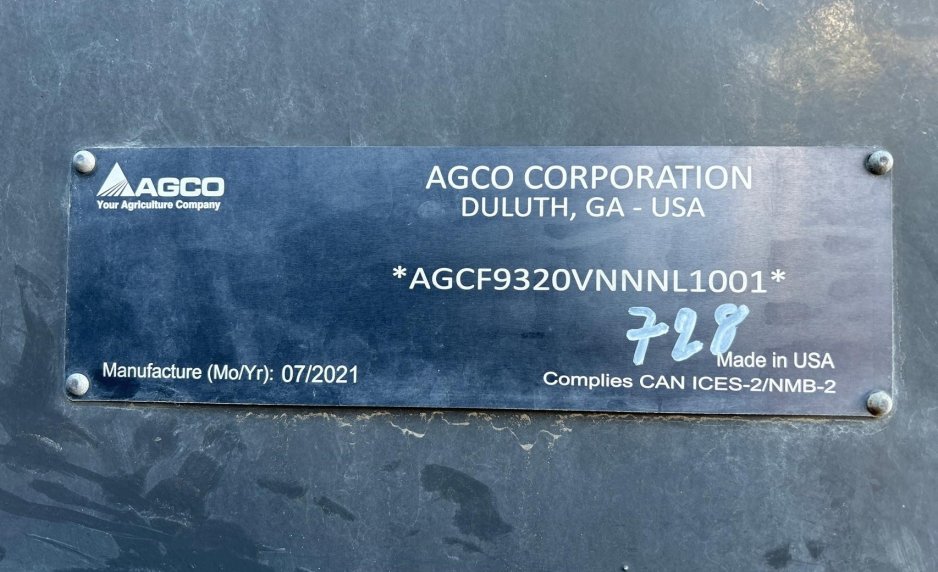 AGCO
Your Agriculture Company
AGCO CORPORATION
DULUTH, GA - USA
*AGCF9320VNNNL1001*
728
Manufacture (Mo/Yr): 07/2021
Made in USA
Complies CAN ICES-2/NMB-2